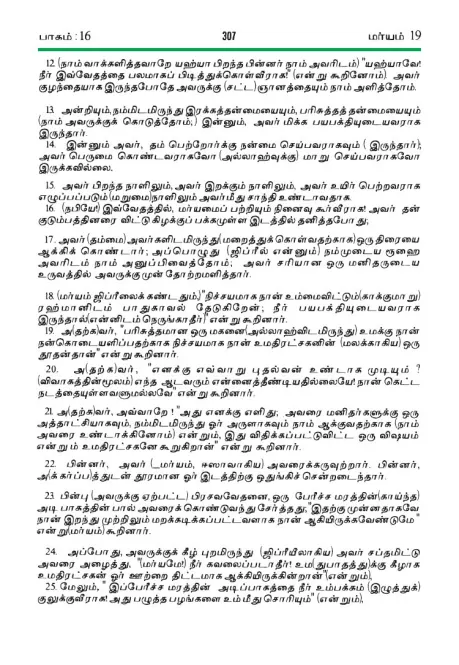 பாகம் : 16 307 மர்யம் 19
12. (நாம் வாக்களித்தவாறே யஹ்யா பிறந்த பின்னர் நாம் அவரிடம்) "யஹ்யாவே!
நீர் இவ்வேதத்தை பலமாகப் பிடித்துக்கொள்வீராக! (என்று கூறினோம்). அவர்
குழந்தையாக இருந்தபோதே அவருக்கு (சட்ட)ஞானத்தையும் நாம் அளித்தோம்.
13. அன்றியும், நம்மிடமிருந்து இரக்கத்தன்மையையும், பரிசுத்தத் தன்மையையும்
(நாம் அவருக்குக் கொடுத்தோம்;) இன்னும், அவர் மிக்க பயபக்தியுடையவராக
இருந்தார்.
14. இன்னும் அவர், தம் பெற்றோர்க்கு நன்மை செய்பவராகவும் ( இருந்தார்);
அவர் பெருமை கொண்டவராகவோ (அல்லாஹ்வுக்கு) மாறு செய்பவராகவோ
இருக்கவில்லை.
15. அவர் பிறந்த நாளிலும், அவர் இறக்கும் நாளிலும், அவர் உயிர் பெற்றவராக
எழுப்பப்படும் (மறுமை)நாளிலும் அவர்மீது சாந்தி உண்டாவதாக.
16. (நபியே!) இவ்வேதத்தில், மர்யமைப் பற்றியும் நினைவு கூர்வீராக! அவர் தன்
குடும்பத்தினரை விட்டு கிழக்குப் பக்கமுள்ள இடத்தில் தனித்தபோது,
17. அவர் (தம்மை) அவர்களிடமிருந்து(மறைத்துக்கொள்வதற்காக)ஒரு திரையை
ஆக்கிக் கொண்டார்; அப்பொழுது (ஜிப்ரீல் என்னும்) நம்முடைய ரூஹை
அவரிடம் நாம் அனுப்பிவைத்தோம்; அவர் சரியான ஒரு மனிதருடைய
உருவத்தில் அவருக்குமுன் தோற்றமளித்தார்.
18. (மர்யம் ஜிப்ரீலைக் கண்டதும்,)"நிச்சயமாக நான் உம்மைவிட்டும்(காக்குமாறு)
ரஹ்மானிடம் பாதுகாவல் தேடுகிறேன்; நீர் பயபக்தியுடையவராக
இருந்தால்(என்னிடம் நெருங்காதீர்)"என்று கூறினார்.
19. அ(தற்க)வர், "பரிசுத்தமான ஒரு மகனை(அல்லாஹ்விடமிருந்து) உமக்கு நான்
நன்கொடையளிப்பதற்காக நிச்சயமாக நான் உமதிரட்சகனின் (மலக்காகிய) ஒரு
தூதன்தான்"என்று கூறினார்.
20. அ(தற்க)வர், "எனக்கு எவ்வாறு புதல்வன் உண்டாக முடியும் ?
(விவாகத்தின்மூலம்) எந்த ஆடவரும் என்னைத்தீண்டியதில்லையே! நான் கெட்ட
நடத்தையுள்ளவளுமல்லவே"என்று கூறினார்.
21. அ(தற்க)வர், அவ்வாறே ! "அது எனக்கு எளிது; அவரை மனிதர்களுக்கு ஒரு
அத்தாட்சியாகவும், நம்மிடமிருந்து ஓர் அருளாகவும் நாம் ஆக்குவதற்காக (நாம்
அவரை உண்டாக்கினோம்) என்றும், இது விதிக்கப்பட்டுவிட்ட ஒரு விஷயம்
என்றும் உமதிரட்சகனே கூறுகிறான்" என்று கூறினார்.
22. பின்னர், அவர் (_மர்யம், ஈஸாவாகிய) அவரைக்கருவுற்றார். பின்னர்,
அ(க் கர்ப்ப)த்துடன் தூரமான ஓர் இடத்திற்கு ஒதுங்கிச் சென்றடைந்தார்.
23. பின்பு (அவருக்கு ஏற்பட்ட) பிரசவவேதனை, ஒரு பேரீச்ச மரத்தின்(காய்ந்த)
அடி பாகத்தின் பால் அவரைக் கொண்டுவந்து சேர்த்தது;"இதற்கு முன்னதாகவே
நான் இறந்து முற்றிலும் மறக்கடிக்கப்பட்டவளாக நான் ஆகியிருக்கவேண்டுமே"
என்று(மர்யம்)கூறினார்.
24. அப்போது, அவருக்குக் கீழ் புறமிருந்து (ஜிப்ரீயீலாகிய) அவர் சப்தமிட்டு
அவரை அழைத்து, "(மர்யமே!) நீர் கவலைப்படாதீர்! உம(துபாதத்து)க்கு கீழாக
உமதிரட்சகன் ஓர் ஊற்றை திட்டமாக ஆக்கியிருக்கின்றான்"(என்றும்),
25. மேலும், " இப்பேரீச்ச மரத்தின் அடிப்பாகத்தை நீர் உம்பக்கம் (இழுத்துக்)
குலுக்குவீராக! அது பழுத்த பழங்களை உம் மீது சொரியும்" (என்றும்),